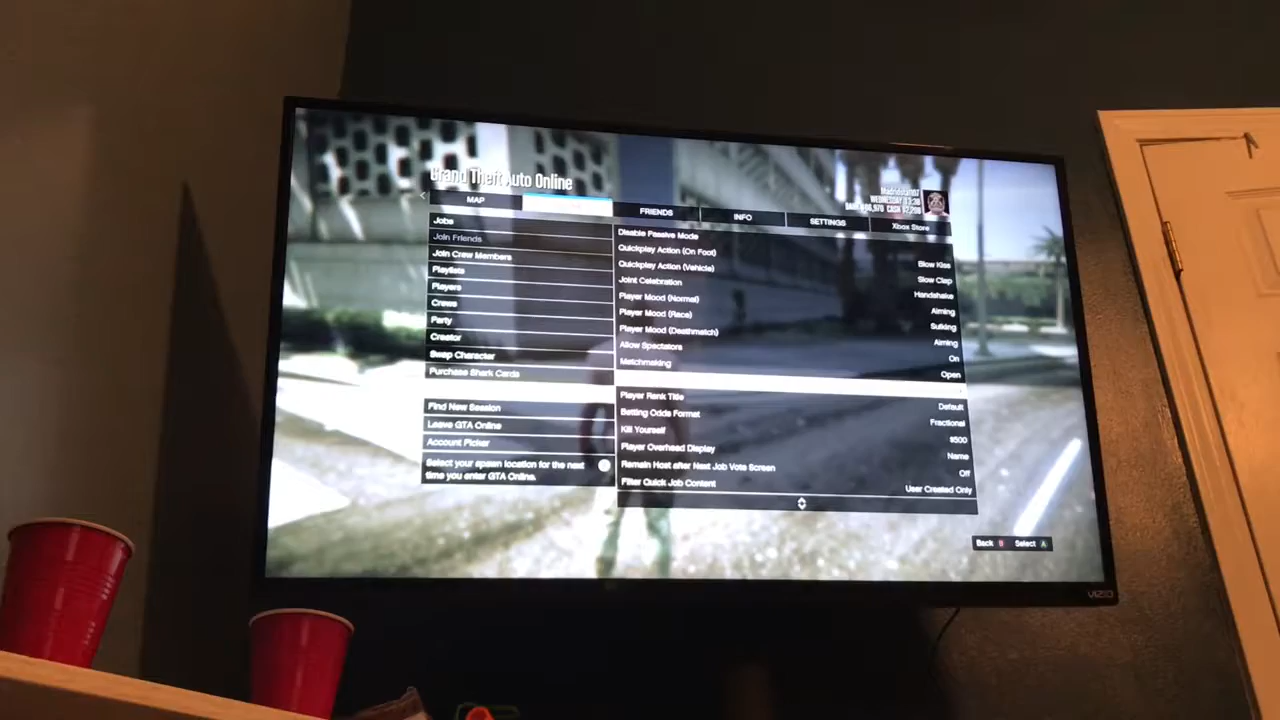 Grand Theft Auto Online
WEDNESDAY
MAP
FRIENDS
INFO
SETTINGS
Xbox Store
Jobs
Join Friends
Join Crew Members
Playlists
Players
Crews
Party
Creator
Swap Character
Purchase Shark Cards
Find New Session
Leave GTA Online
Account Picker
Select your spawn location for the next
time you enter GTA Online.
Disable Passive Mode
Quickplay Action (On Foot) Blow Kiss
Quickplay Action (Vehicle) Slow Clap
Joint Celebration Handshake
Player Mood (Normal) Aiming
Player Mood (Race) Sulking
Player Mood (Deathmatch) Aiming
Allow Spectators On
Matchmaking Open
Player Rank Title Default
Betting Odds Format Fractional
Kill Yourself $500
Player Overhead Display Name
Remain Host after Next Job Vote Screen Off
Filter Quick Job Content User Created Only
Back B Select A
VIZIO